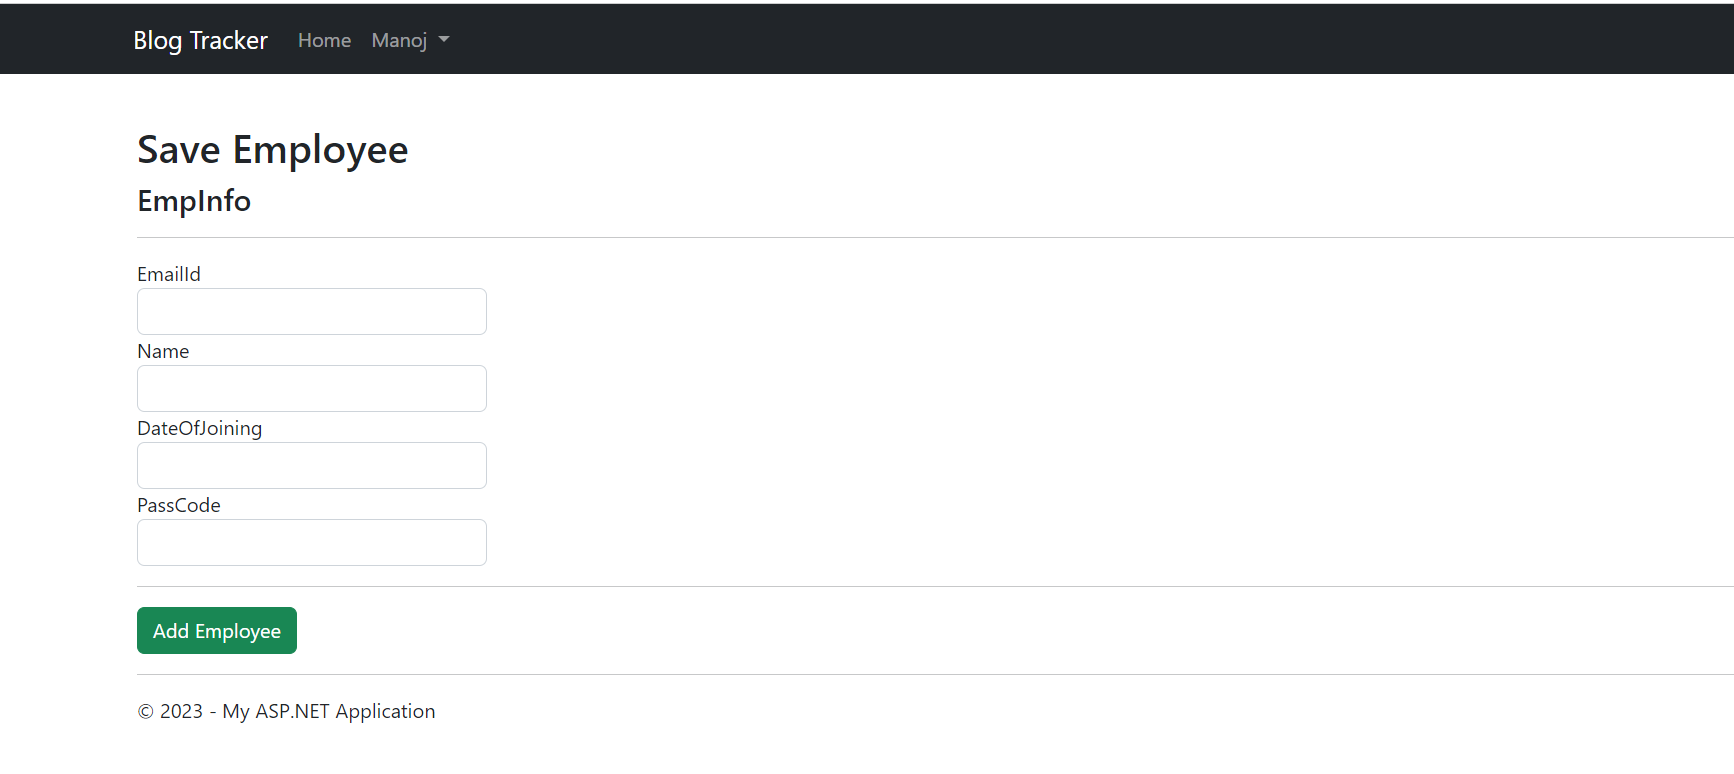 Blog Tracker Home Manoj
Save Employee
EmpInfo
EmailId
Name
DateOfJoining
PassCode
Add Employee
© 2023 - My ASP.NET Application